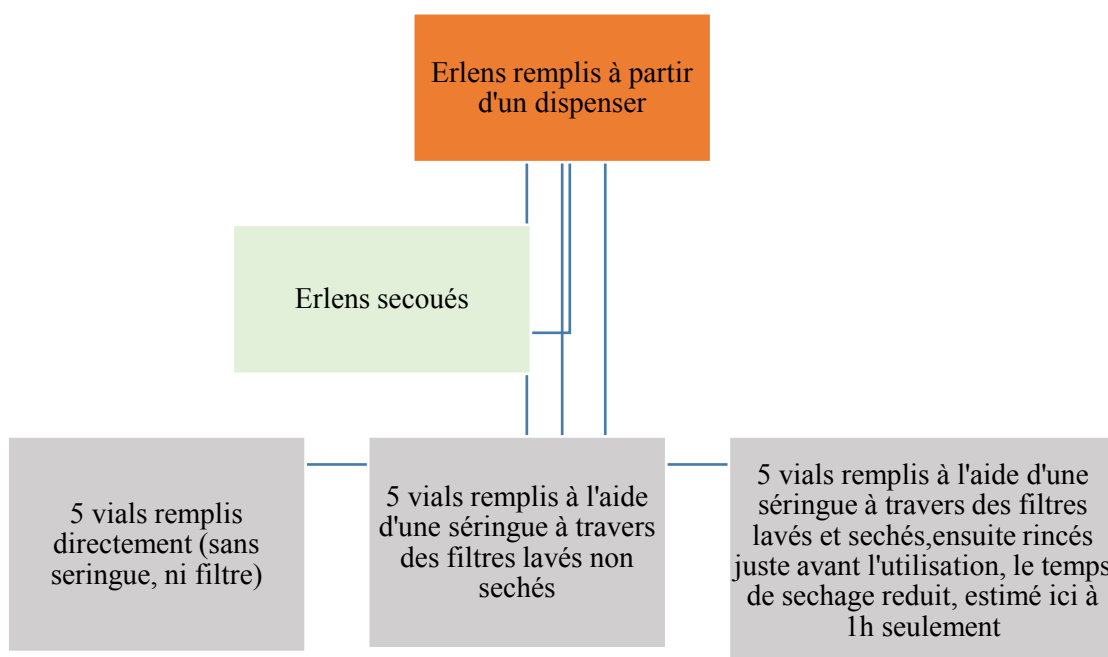 Erlens remplis à partir
d'un dispenser
Erlens secoués
5 vials remplis
directement (sans
seringue, ni filtre)
5 vials remplis à l'aide
d'une séringue à travers
des filtres lavés non
sechés
5 vials remplis à l'aide d'une
séringue à travers des filtres
lavés et sechés,ensuite rincés
juste avant l'utilisation, le temps
de sechage reduit, estimé ici à
1h seulement